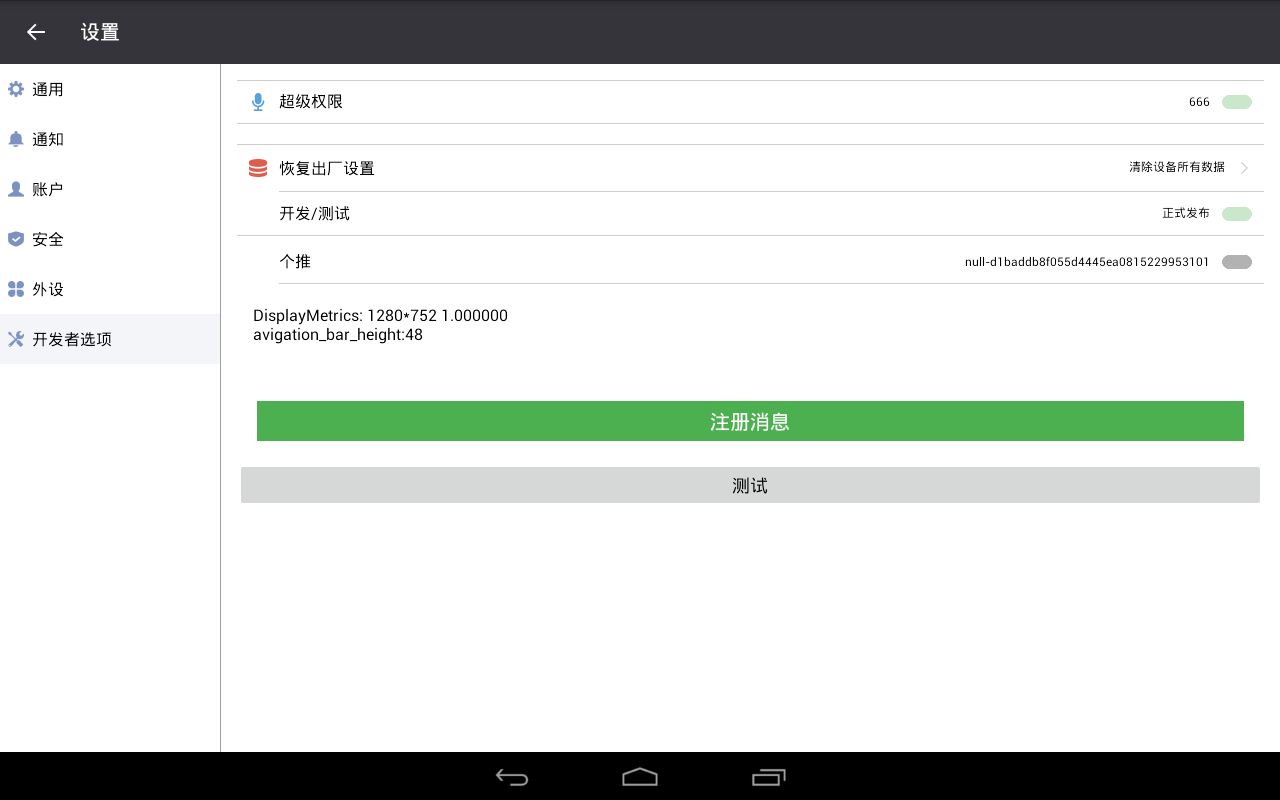 设置
通用
通知
账户
安全
外设
开发者选项
超级权限 666
恢复出厂设置 清除设备所有数据
开发/测试 正式发布
个推 null-d1baddb8f055d4445ea0815229953101
DisplayMetrics: 1280*752 1.000000
avigation_bar_height:48
注册消息
测试